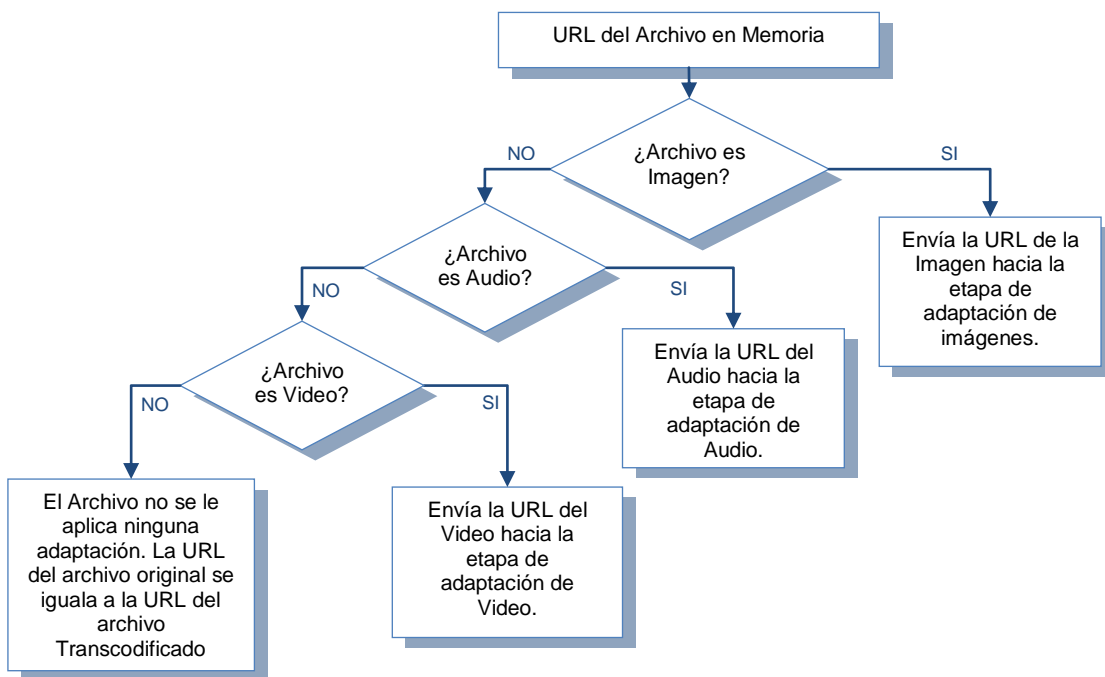 URL del Archivo en Memoria
¿Archivo es
Imagen?
NO
SI
Envía la URL de la
Imagen hacia la
etapa de
adaptación de
imágenes.
¿Archivo
es Audio?
NO
SI
Envía la URL del
Audio hacia la
etapa de
adaptación de
Audio.
¿Archivo
es Video?
NO
SI
El Archivo no se le
aplica ninguna
adaptación. La URL
del archivo original se
iguala a la URL del
archivo
Transcodificado
Envía la URL del
Video hacia la
etapa de
adaptación de
Video.